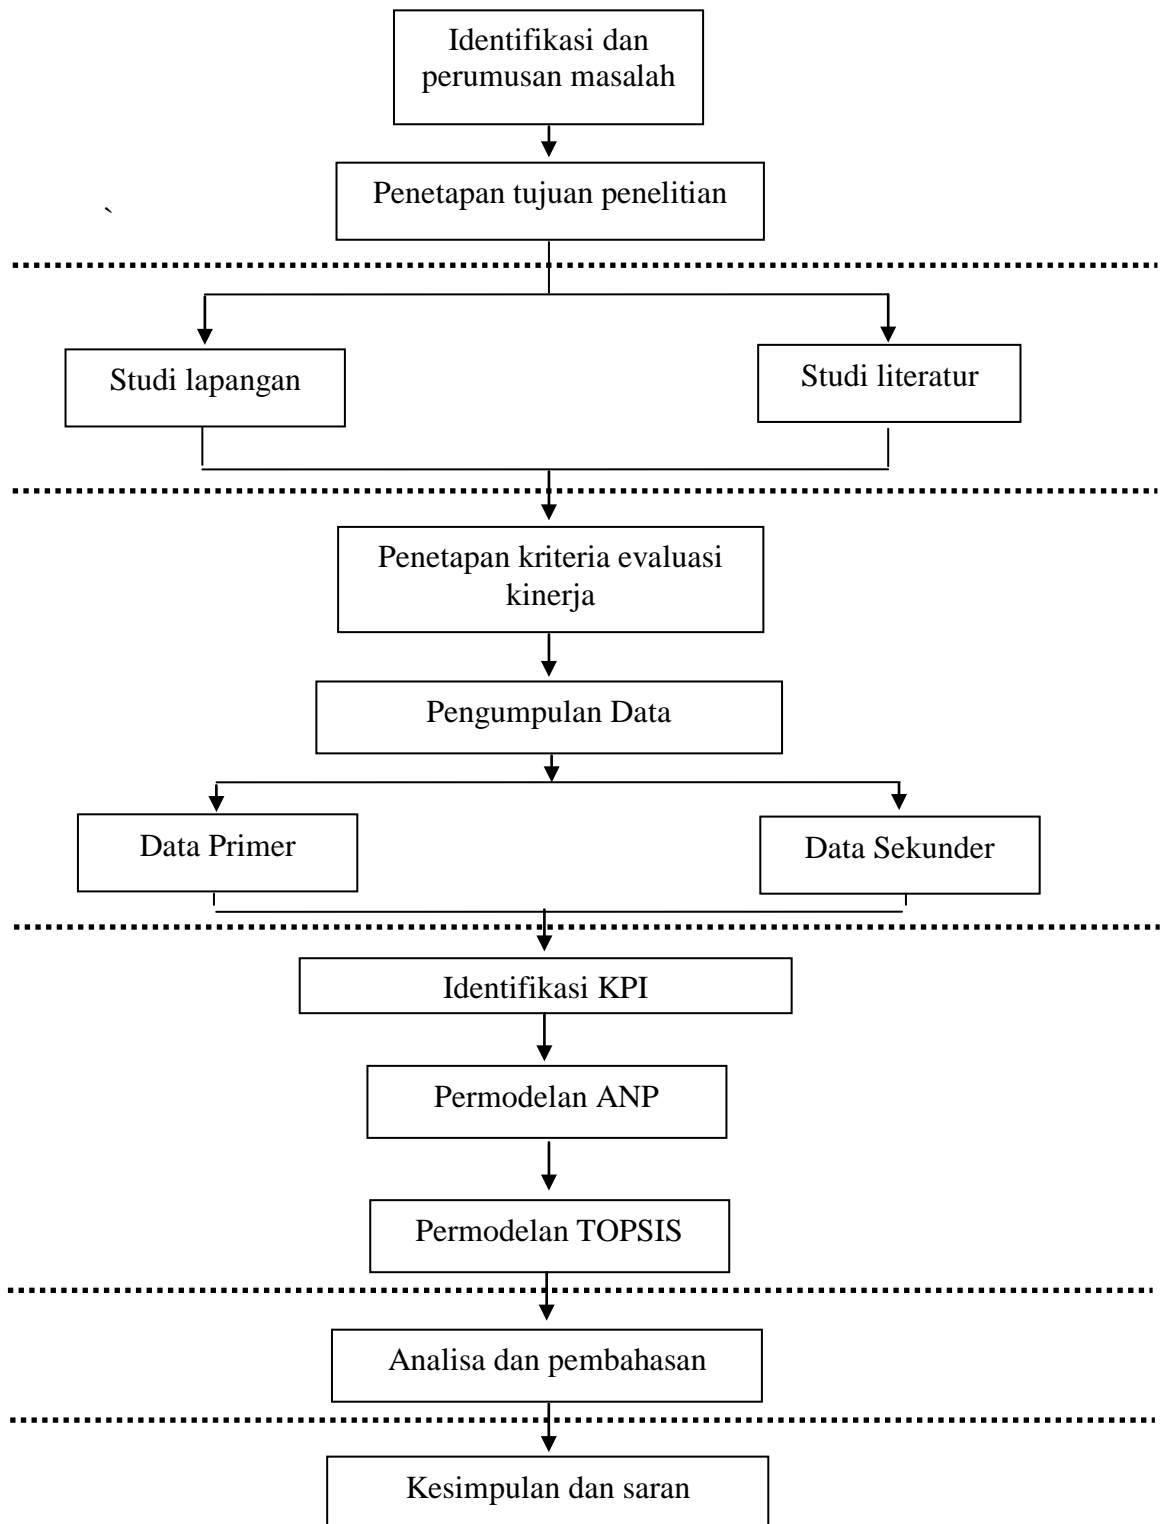 Identifikasi dan
perumusan masalah
Penetapan tujuan penelitian
`
Studi lapangan
Studi literatur
Penetapan kriteria evaluasi
kinerja
Pengumpulan Data
Data Primer
Data Sekunder
Identifikasi KPI
Permodelan ANP
Permodelan TOPSIS
Analisa dan pembahasan
Kesimpulan dan saran